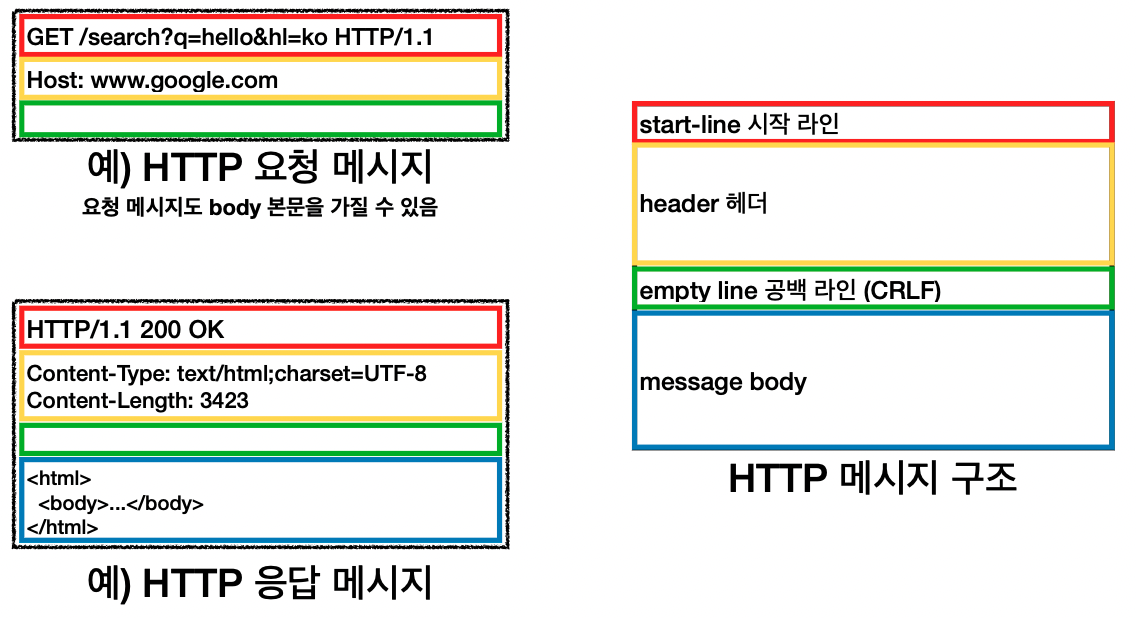 GET /search?q=hello&hl=ko HTTP/1.1
Host: www.google.com
예) HTTP 요청 메시지
요청 메시지도 body 본문을 가질 수 있음
HTTP/1.1 200 OK
Content-Type: text/html;charset=UTF-8
Content-Length: 3423
<html>
  <body>...</body>
</html>
예) HTTP 응답 메시지
start-line 시작 라인
header 헤더
empty line 공백 라인 (CRLF)
message body
HTTP 메시지 구조